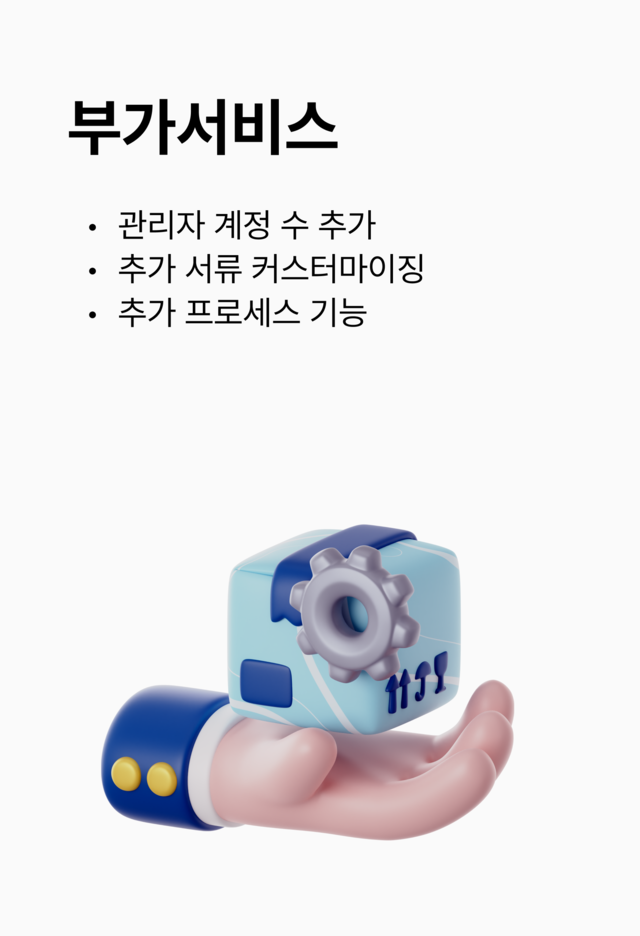 부가서비스
• 관리자 계정 수 추가
• 추가 서류 커스터마이징
• 추가 프로세스 기능